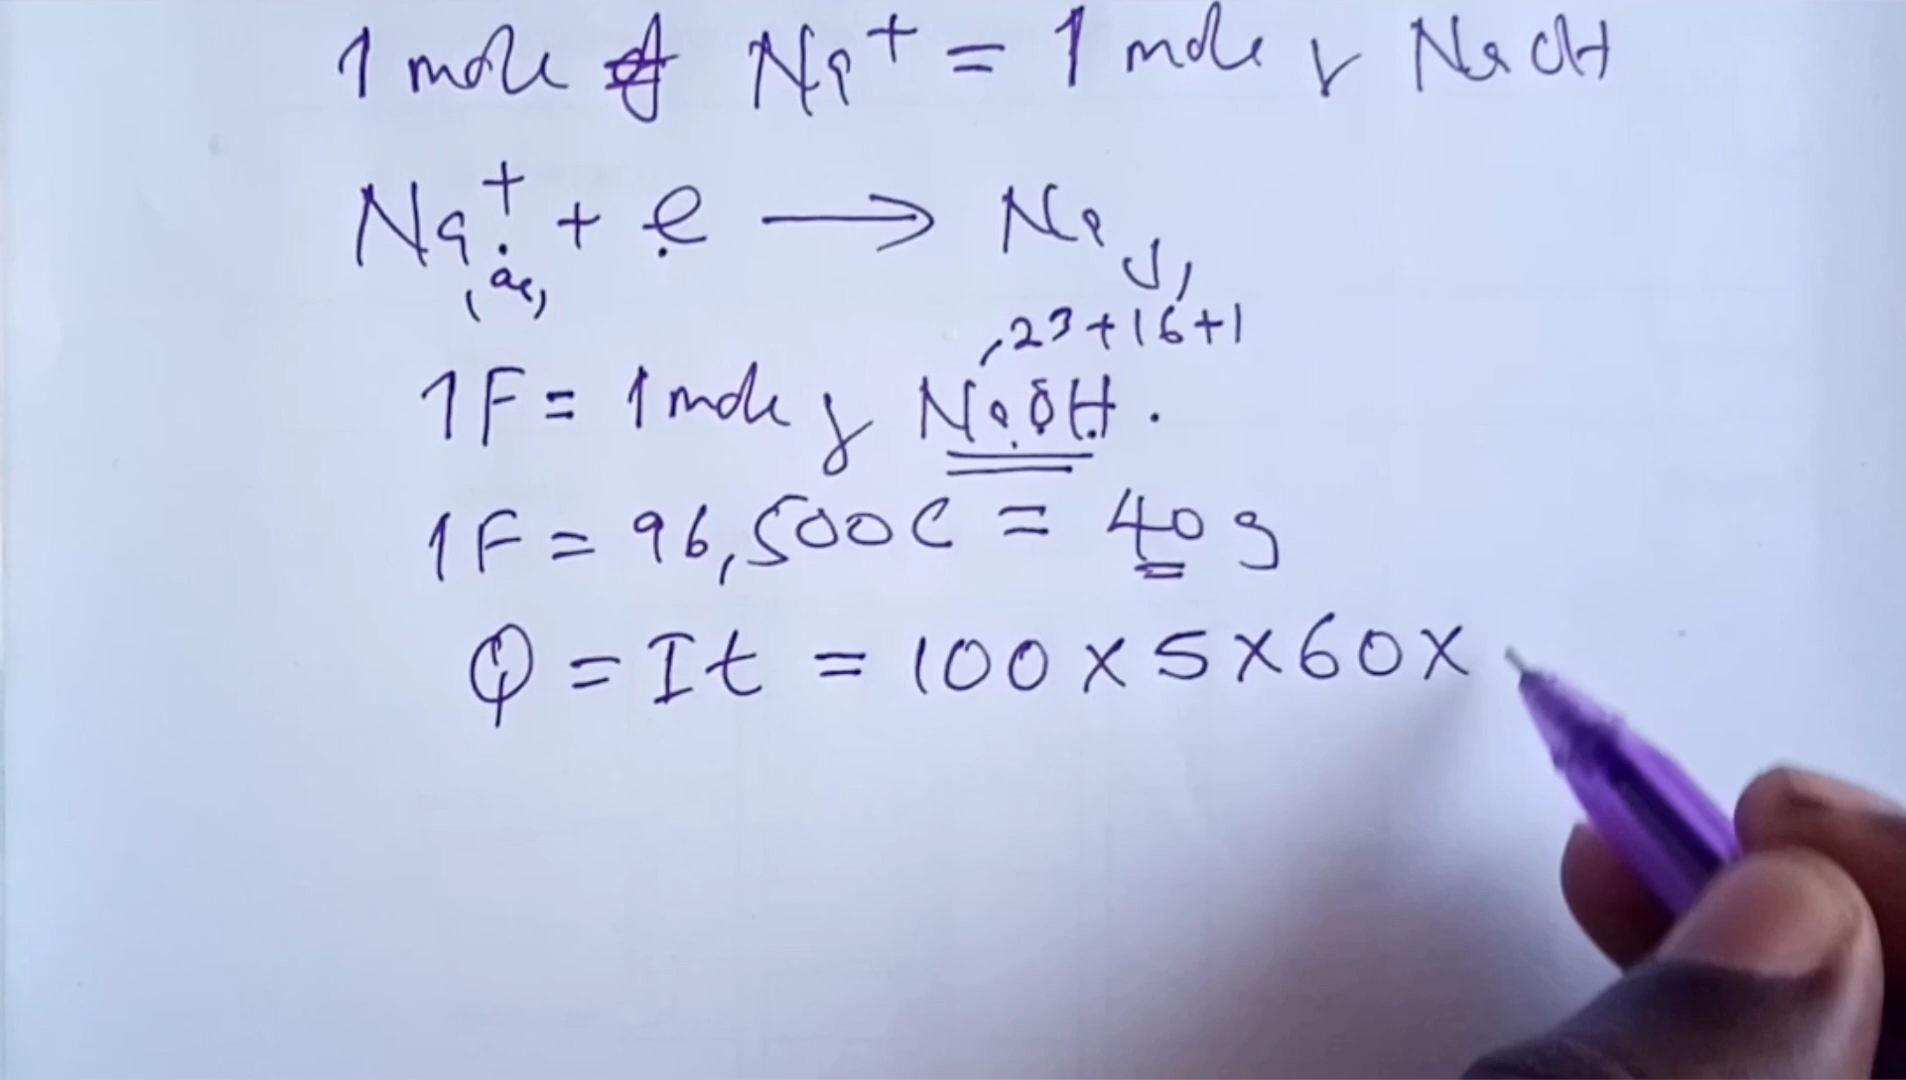 1 mole of Na+ = 1 mole of NaOH
Na+(aq) + e → Na(s)
23+16+1
1F = 1 mole of NaOH.
1F = 96,500C = 40g
Q = It = 100 x 5 x 60 x